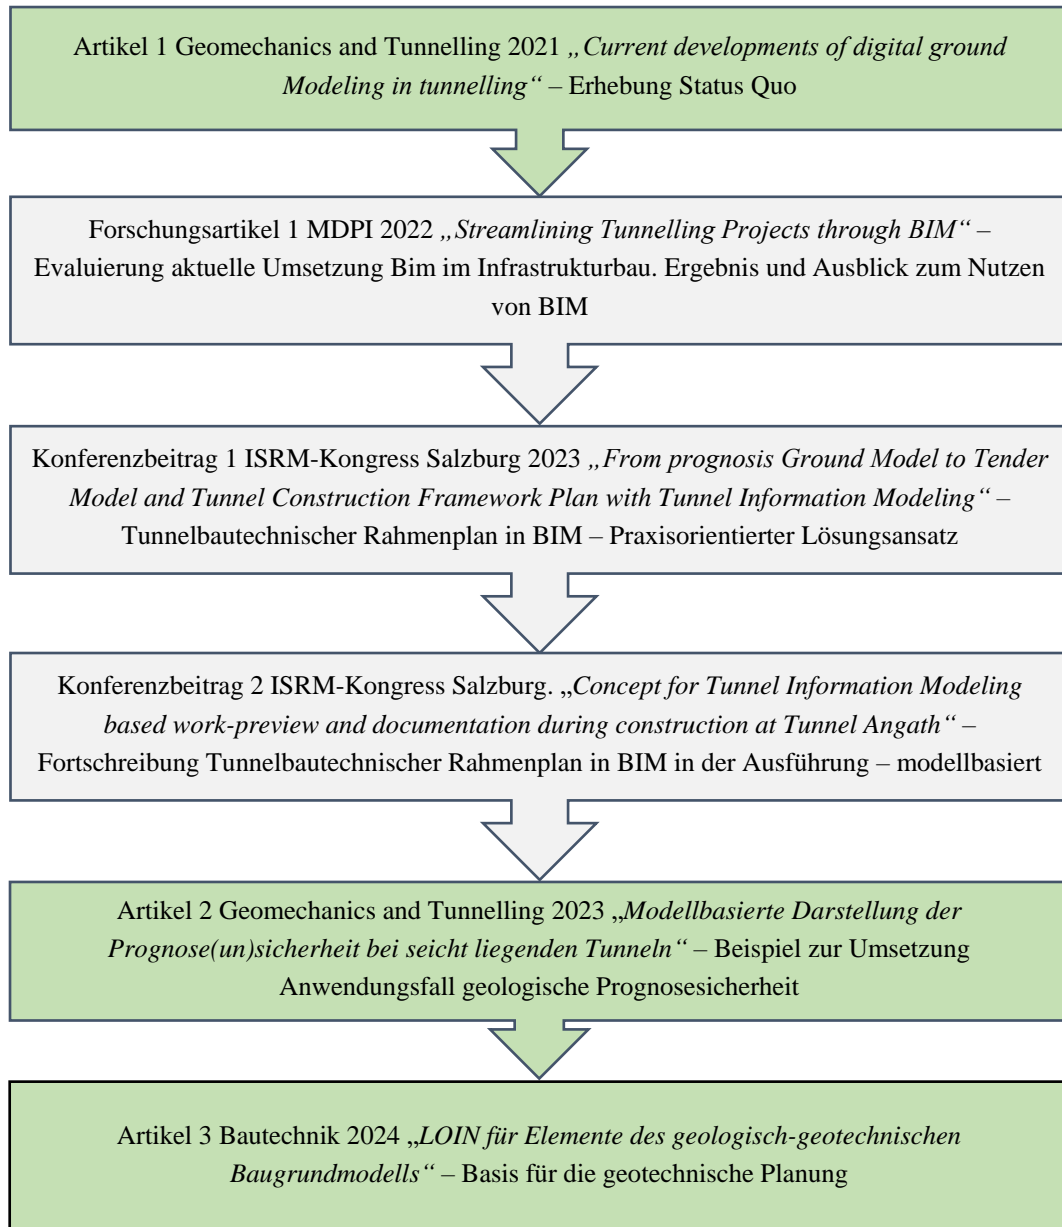 Artikel 1 Geomechanics and Tunnelling 2021 „Current developments of digital ground
Modeling in tunnelling“ – Erhebung Status Quo
Forschungsartikel 1 MDPI 2022 „Streamlining Tunnelling Projects through BIM“ –
Evaluierung aktuelle Umsetzung Bim im Infrastrukturbau. Ergebnis und Ausblick zum Nutzen
von BIM
Konferenzbeitrag 1 ISRM-Kongress Salzburg 2023 „From prognosis Ground Model to Tender
Model and Tunnel Construction Framework Plan with Tunnel Information Modeling“ –
Tunnelbautechnischer Rahmenplan in BIM – Praxisorientierter Lösungsansatz
Konferenzbeitrag 2 ISRM-Kongress Salzburg. „Concept for Tunnel Information Modeling
based work-preview and documentation during construction at Tunnel Angath“ –
Fortschreibung Tunnelbautechnischer Rahmenplan in BIM in der Ausführung – modellbasiert
Artikel 2 Geomechanics and Tunnelling 2023 „Modellbasierte Darstellung der
Prognose(un)sicherheit bei seicht liegenden Tunneln“ – Beispiel zur Umsetzung
Anwendungsfall geologische Prognosesicherheit
Artikel 3 Bautechnik 2024 „LOIN für Elemente des geologisch-geotechnischen
Baugrundmodells“ – Basis für die geotechnische Planung